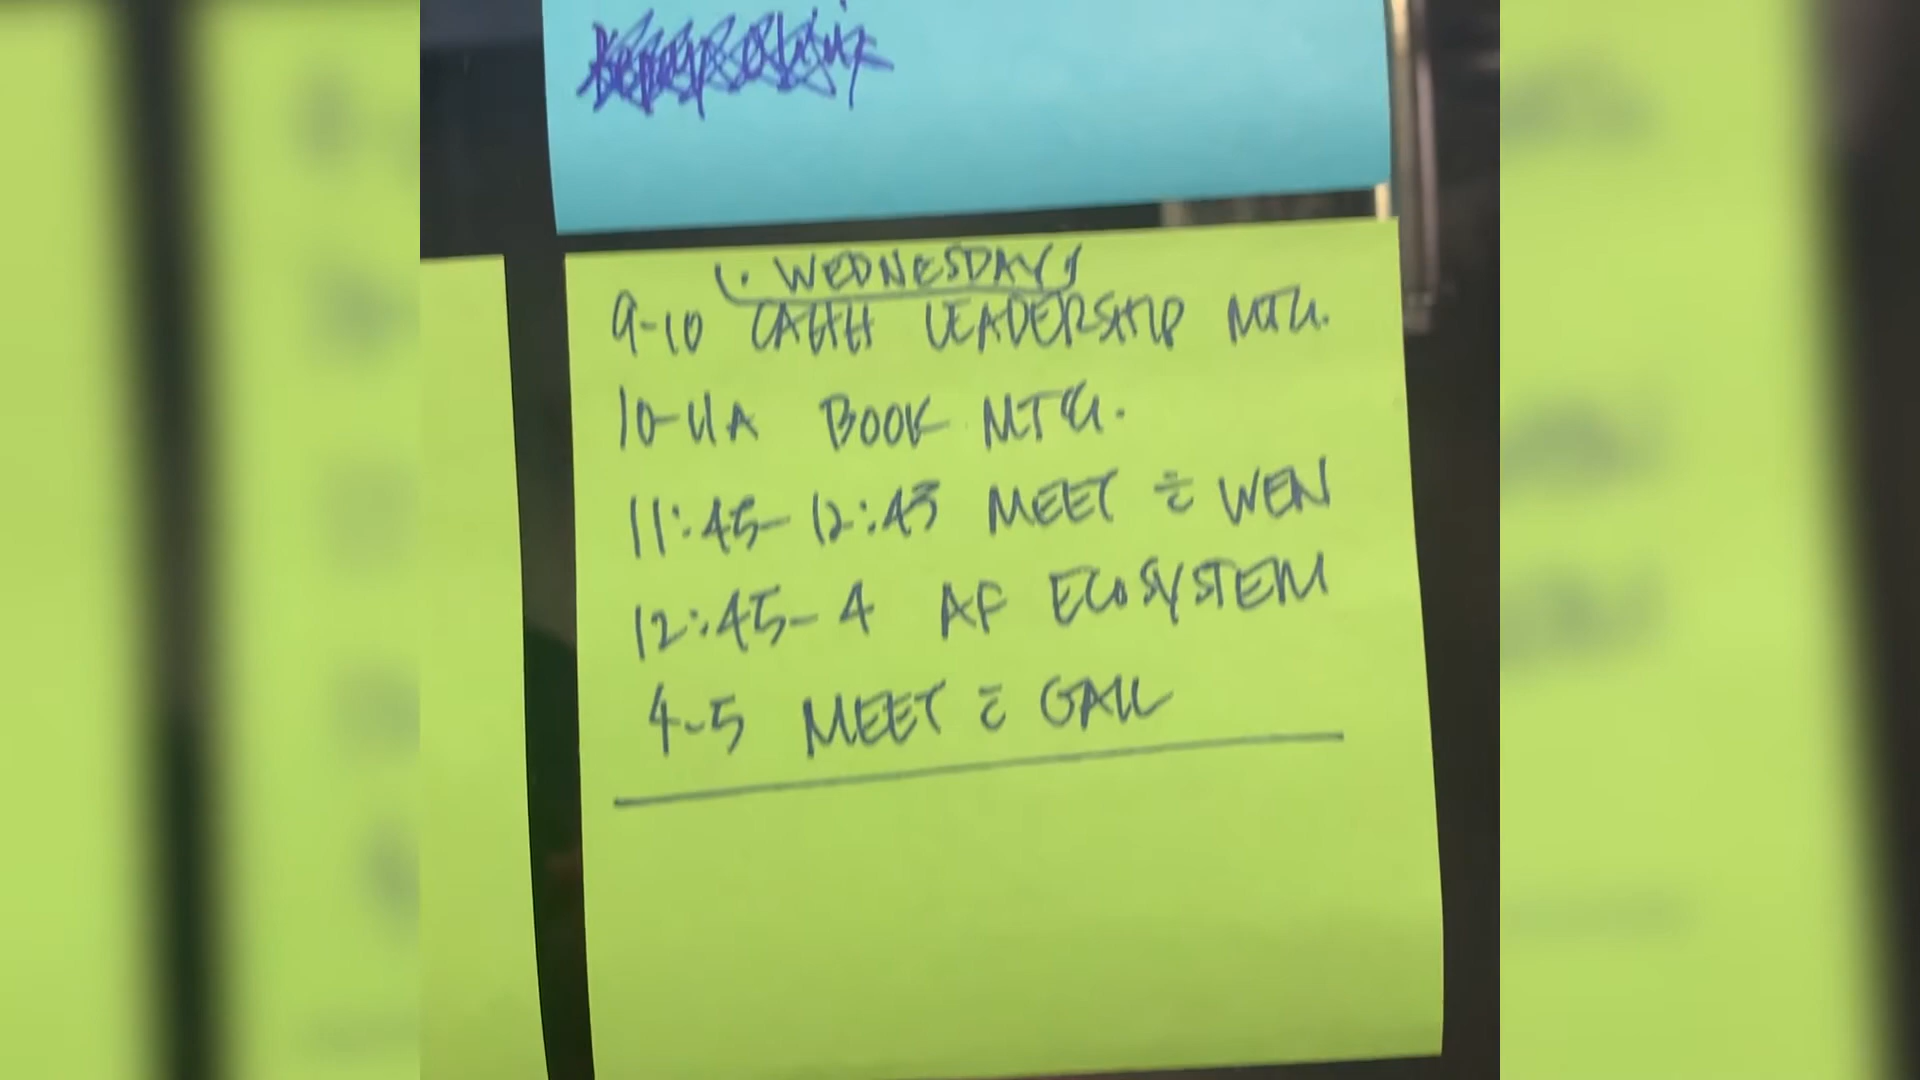 WEDNESDAY
9-10 CAHH LEADERSHIP MTG.
10-11A BOOK MTG.
11:45-12:45 MEET c̄ WEN
12:45-4 AF ECOSYSTEM
4-5 MEET c̄ GAIL